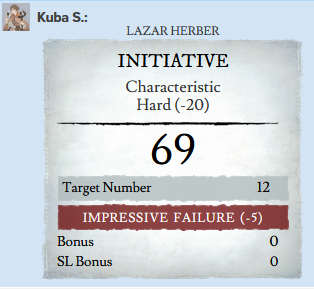 Kuba S.:
LAZAR HERBER
INITIATIVE
Characteristic
Hard (-20)
69
Target Number 12
IMPRESSIVE FAILURE (-5)
Bonus 0
SL Bonus 0